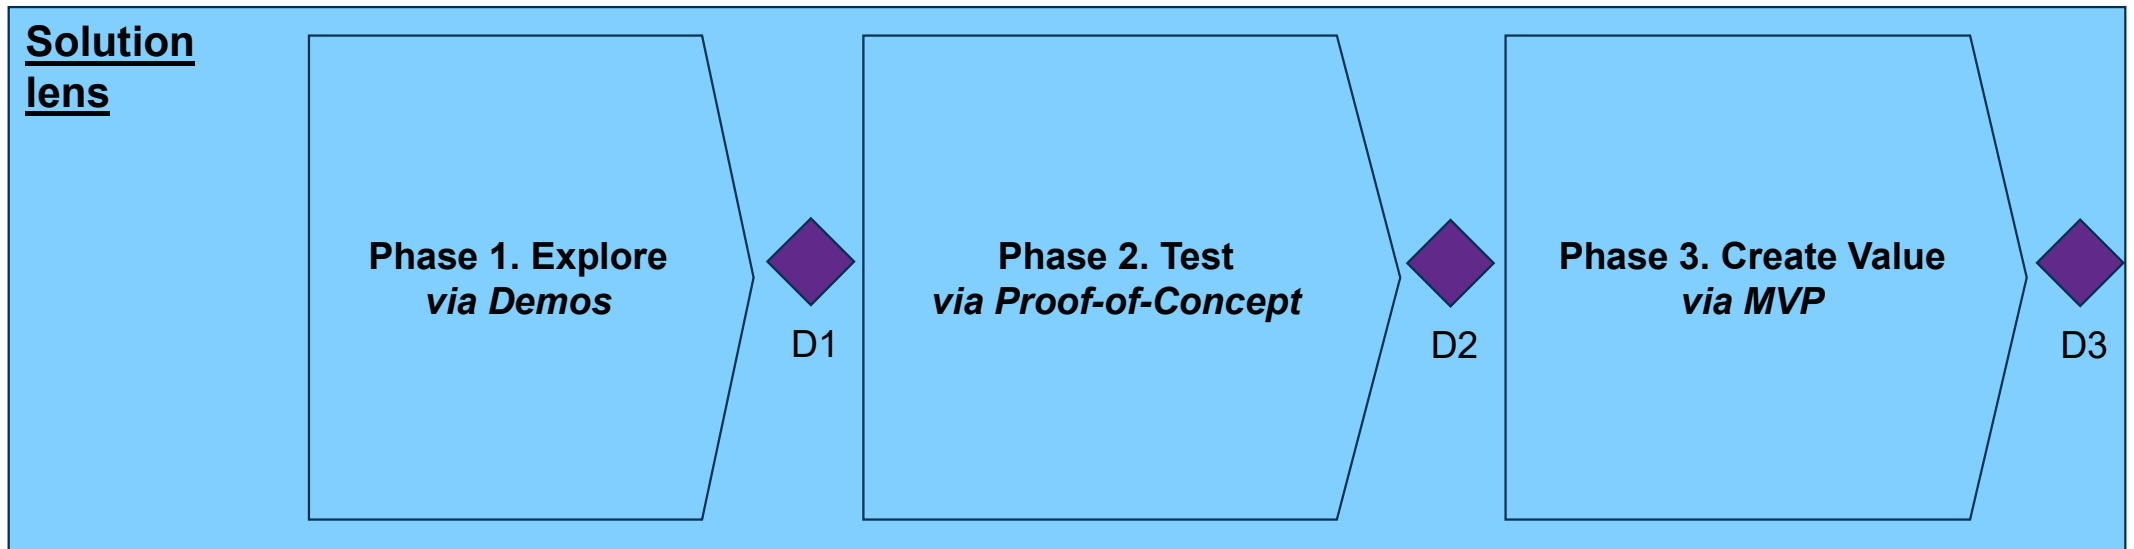 Solution
lens
Phase 1. Explore
via Demos
D1
Phase 2. Test
via Proof-of-Concept
D2
Phase 3. Create Value
via MVP
D3